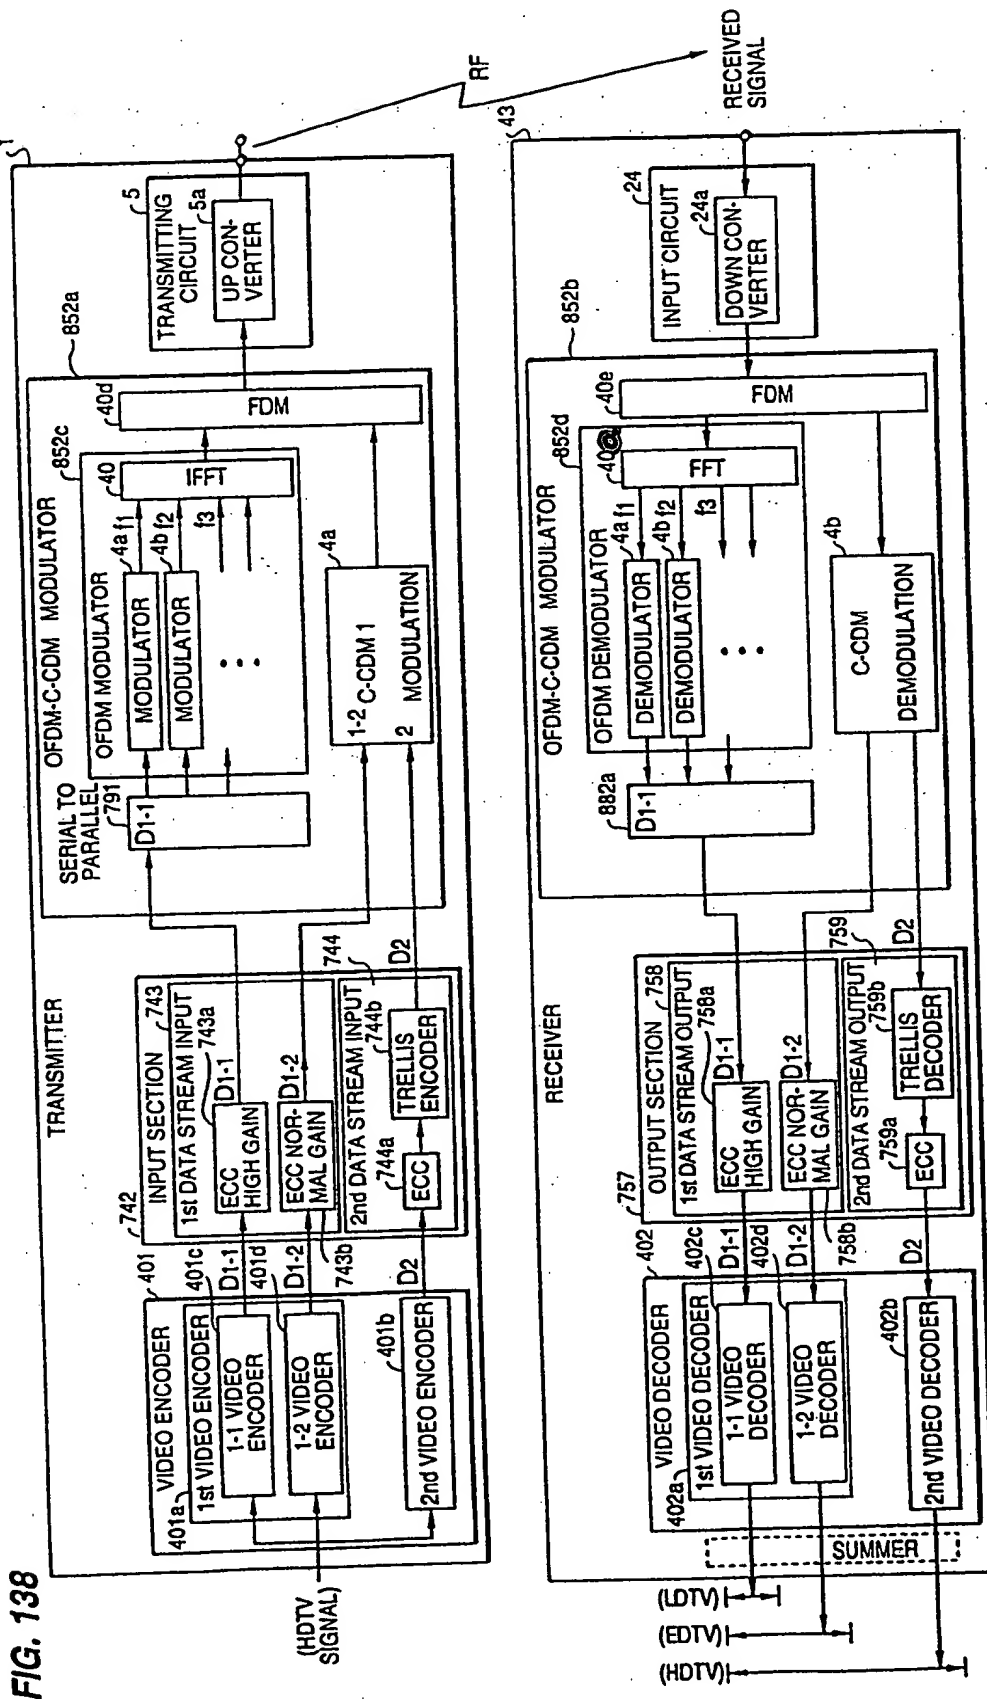 FIG. 138
TRANSMITTER
1
(HDTV
SIGNAL)
VIDEO ENCODER
401
401a
1st VIDEO ENCODER
401c
1-1 VIDEO
ENCODER
401d
1-2 VIDEO
ENCODER
401b
2nd VIDEO ENCODER
D1-1
D1-2
D2
742
INPUT SECTION
743
1st DATA STREAM INPUT
743a
ECC
HIGH GAIN
D1-1
ECC NOR-
MAL GAIN
D1-2
743b
744
2nd DATA STREAM INPUT
744a
ECC
744b
TRELLIS
ENCODER
D2
OFDM-C-CDM MODULATOR
852a
SERIAL TO
PARALLEL
791
D1-1
OFDM MODULATOR
852c
MODULATOR
4a
f1
MODULATOR
4b
f2
f3
40
IFFT
40d
FDM
4a
1-2
C-CDM 1
2
MODULATION
5
TRANSMITTING
CIRCUIT
5a
UP CON-
VERTER
RF
RECEIVED
SIGNAL
RECEIVER
43
INPUT CIRCUIT
24
24a
DOWN CON-
VERTER
OFDM-C-CDM MODULATOR
852b
40e
FDM
OFDM DEMODULATOR
852d
40@
FFT
DEMODULATOR
4a
f1
DEMODULATOR
4b
f2
f3
882a
D1-1
4b
C-CDM
DEMODULATION
757
OUTPUT SECTION
758
1st DATA STREAM OUTPUT
758a
ECC
HIGH GAIN
D1-1
ECC NOR-
MAL GAIN
D1-2
758b
759
2nd DATA STREAM OUTPUT
759a
ECC
759b
TRELLIS
DECODER
D2
VIDEO DECODER
402
402a
1st VIDEO DECODER
402c
1-1 VIDEO
DECODER
402d
1-2 VIDEO
DECODER
402b
2nd VIDEO DECODER
D1-1
D1-2
D2
SUMMER
(LDTV)
(EDTV)
(HDTV)